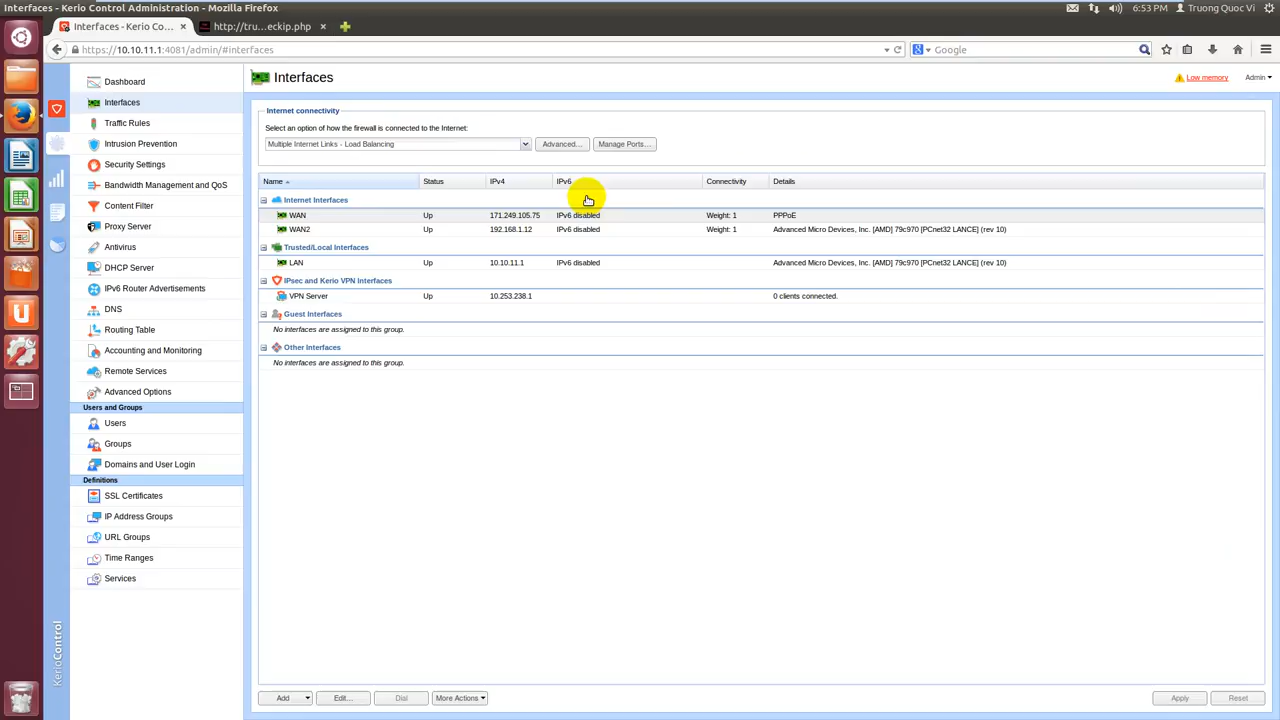 Interfaces - Kerio Control Administration - Mozilla Firefox
6:33 PM Truong Quoc Vi
Interfaces - Kerio Co... http://tru...eckip.php
https://10.10.11.1:4081/admin/#interfaces
Google
Dashboard
Interfaces
Traffic Rules
Intrusion Prevention
Security Settings
Bandwidth Management and QoS
Content Filter
Proxy Server
Antivirus
DHCP Server
IPv6 Router Advertisements
DNS
Routing Table
Accounting and Monitoring
Remote Services
Advanced Options
Users and Groups
Users
Groups
Domains and User Login
Definitions
SSL Certificates
IP Address Groups
URL Groups
Time Ranges
Services
KerioControl
Interfaces
Low memory Admin
Internet connectivity
Select an option of how the firewall is connected to the Internet:
Multiple Internet Links - Load Balancing Advanced... Manage Ports...
Name Status IPv4 IPv6 Connectivity Details
Internet Interfaces
WAN Up 171.249.105.75 IPv6 disabled Weight: 1 PPPoE
WAN2 Up 192.168.1.12 IPv6 disabled Weight: 1 Advanced Micro Devices, Inc. [AMD] 79c970 [PCnet32 LANCE] (rev 10)
Trusted/Local Interfaces
LAN Up 10.10.11.1 IPv6 disabled Advanced Micro Devices, Inc. [AMD] 79c970 [PCnet32 LANCE] (rev 10)
IPsec and Kerio VPN Interfaces
VPN Server Up 10.253.238.1 0 clients connected.
Guest Interfaces
No interfaces are assigned to this group.
Other Interfaces
No interfaces are assigned to this group.
Add Edit... Dial More Actions Apply Reset